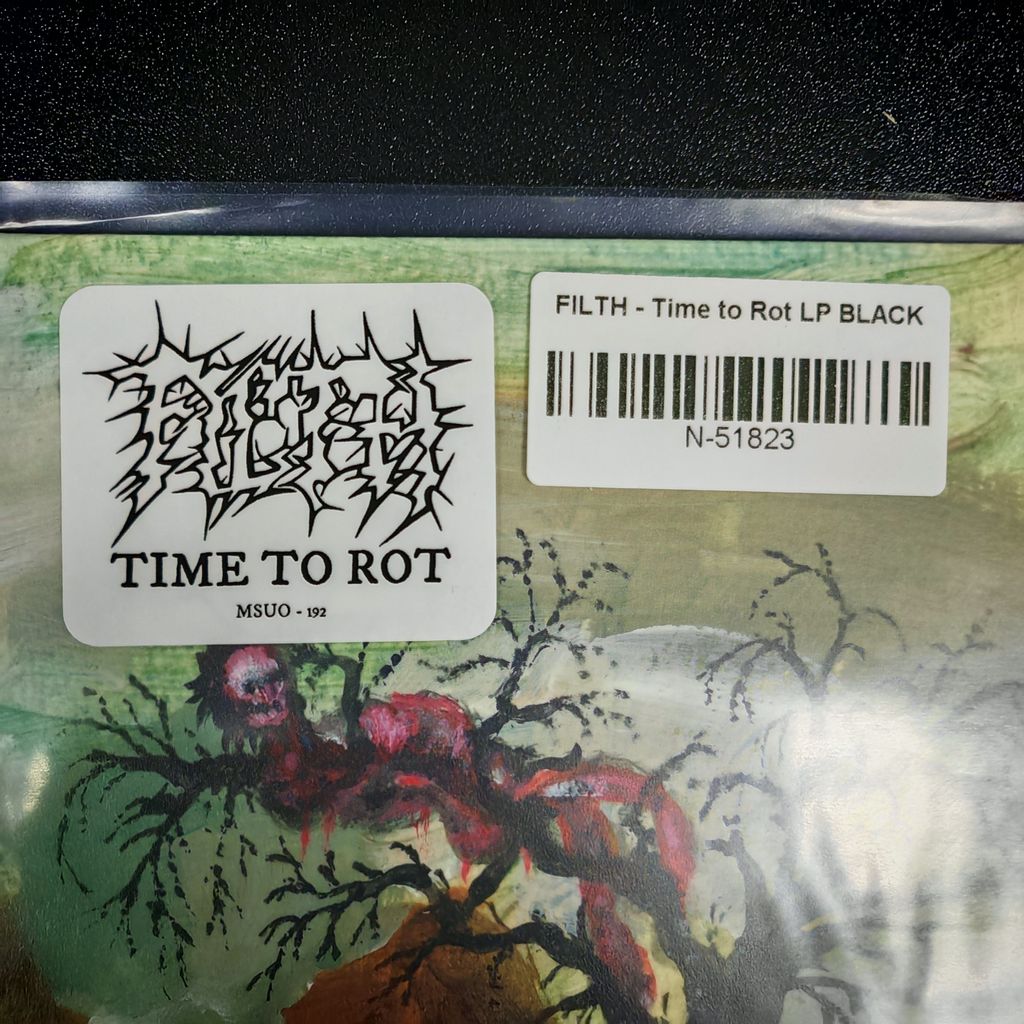 FILTH
TIME TO ROT
MSUO - 192
FILTH - Time to Rot LP BLACK
N-51823